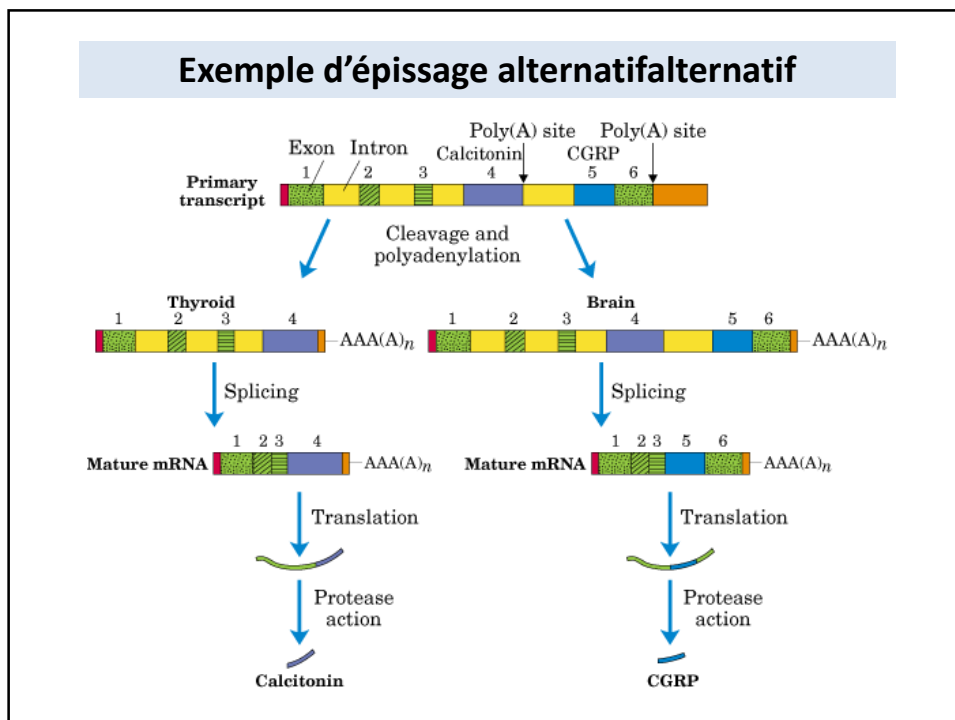 Exemple d'épissage alternatifalternatif
Poly(A) site Poly(A) site
Exon Intron Calcitonin CGRP
1 2 3 4 5 6
Primary
transcript
Cleavage and
polyadenylation
Thyroid
1 2 3 4
AAA(A)n
Brain
1 2 3 4 5 6
AAA(A)n
Splicing
Splicing
1 2 3 4
Mature mRNA AAA(A)n
1 2 3 5 6
Mature mRNA AAA(A)n
Translation
Translation
Protease
action
Protease
action
Calcitonin
CGRP